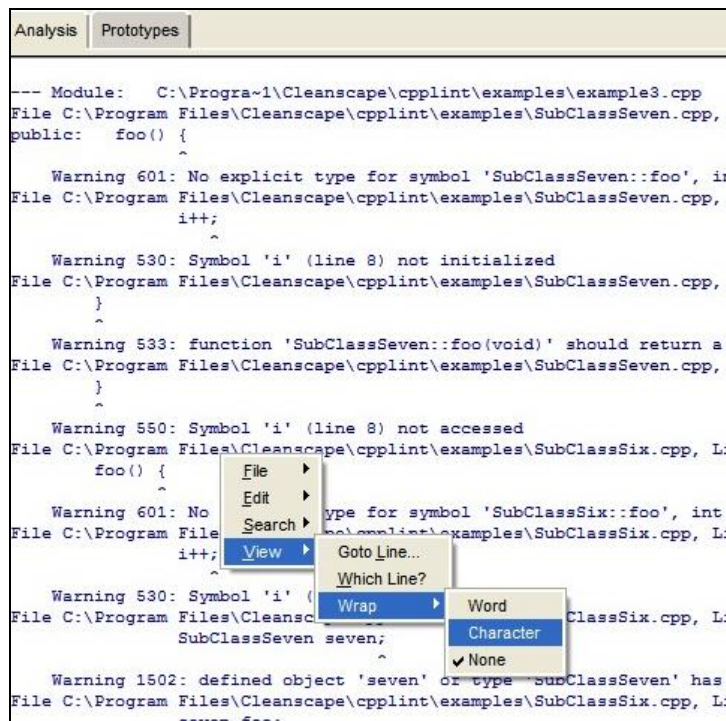 Analysis Prototypes
--- Module: C:\Progra~1\Cleanscape\cpplint\examples\example3.cpp
File C:\Program Files\Cleanscape\cpplint\examples\SubClassSeven.cpp,
public: foo() {
^
Warning 601: No explicit type for symbol 'SubClassSeven::foo',
File C:\Program Files\Cleanscape\cpplint\examples\SubClassSeven.cpp,
i++;
^
Warning 530: Symbol 'i' (line 8) not initialized
File C:\Program Files\Cleanscape\cpplint\examples\SubClassSeven.cpp,
}
^
Warning 533: function 'SubClassSeven::foo(void)' should return a
File C:\Program Files\Cleanscape\cpplint\examples\SubClassSeven.cpp,
}
^
Warning 550: Symbol 'i' (line 8) not accessed
File C:\Program Files\Cleanscape\cpplint\examples\SubClassSix.cpp,
foo() {
^
Warning 601: No type for symbol 'SubClassSix::foo', int
File C:\Program File cpplint\examples\SubClassSix.cpp,
i++;
^
Warning 530: Symbol 'i' (
File C:\Program Files\Cleansc ClassSix.cpp,
SubClassSeven seven;
^
Warning 1502: defined object 'seven' of type 'SubClassSeven' has
File C:\Program Files\Cleanscape\cpplint\examples\SubClassSix.cpp,
File
Edit
Search
View
Goto Line...
Which Line?
Wrap
Word
Character
None